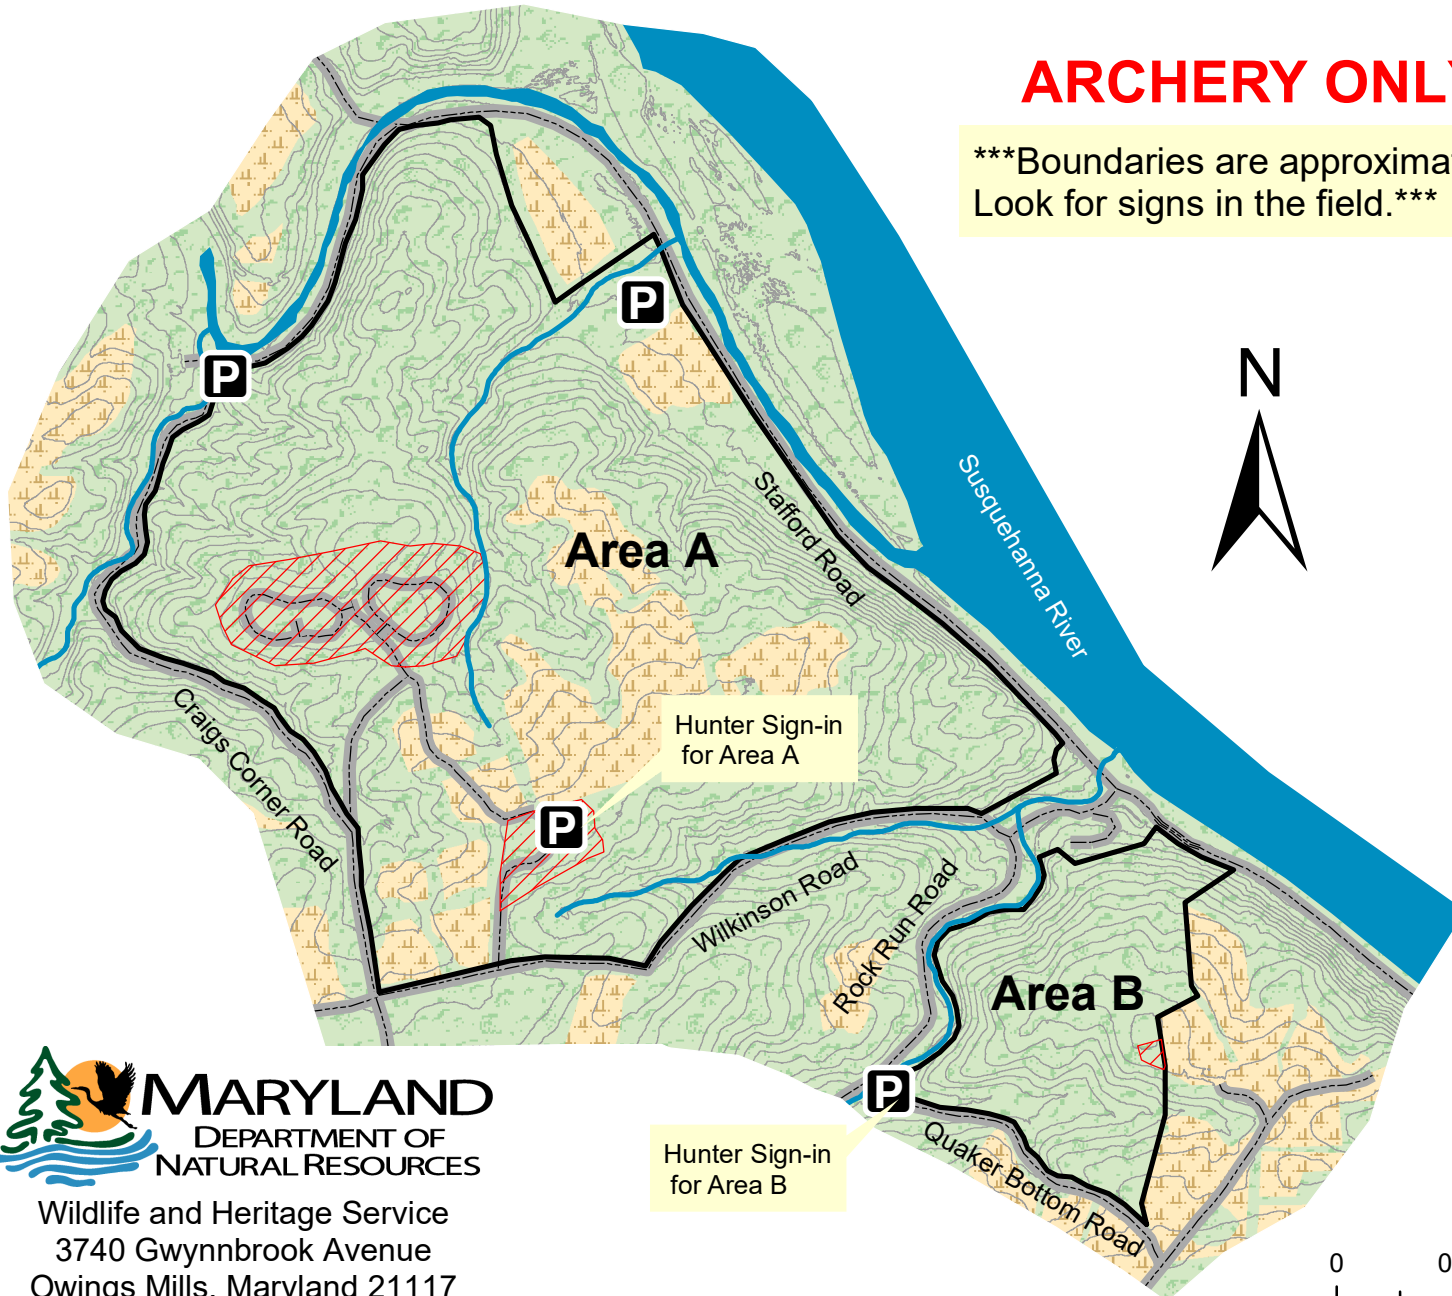 ARCHERY ONLY
***Boundaries are approxima
Look for signs in the field.***
N
P
P
Stafford Road
Susquehanna River
Area A
Craigs Corner Road
Hunter Sign-in
for Area A
P
Wilkinson Road
Rock Run Road
Area B
P
Hunter Sign-in
for Area B
Quaker Bottom Road
MARYLAND
DEPARTMENT OF
NATURAL RESOURCES
Wildlife and Heritage Service
3740 Gwynnbrook Avenue
Owings Mills, Maryland 21117
0 0